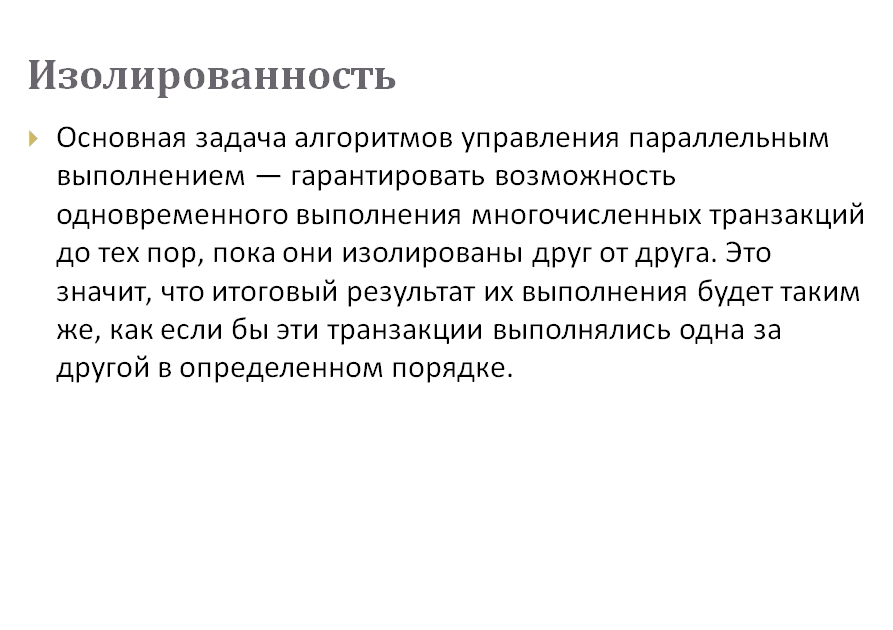 Изолированность
Основная задача алгоритмов управления параллельным
выполнением — гарантировать возможность
одновременного выполнения многочисленных транзакций
до тех пор, пока они изолированы друг от друга. Это
значит, что итоговый результат их выполнения будет таким
же, как если бы эти транзакции выполнялись одна за
другой в определенном порядке.